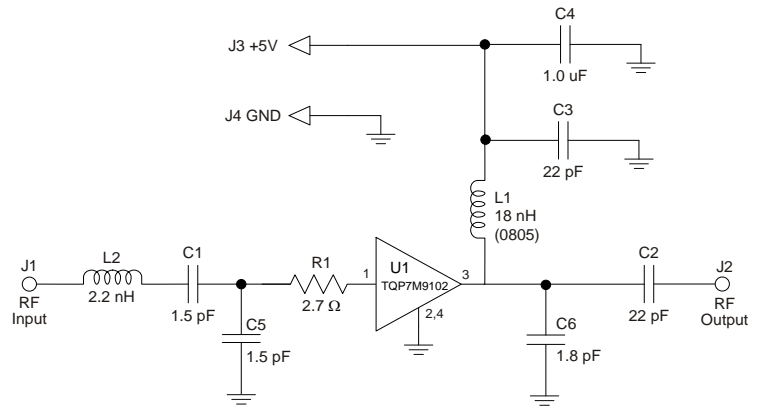 C4
J3 +5V
1.0 uF
J4 GND
C3
22 pF
L1
18 nH
(0805)
J1
L2
C1
R1
1
U1
TQP7M9102
3
C2
J2
RF
Input
2.2 nH
1.5 pF
2.7 Ω
2,4
22 pF
RF
Output
C5
1.5 pF
C6
1.8 pF